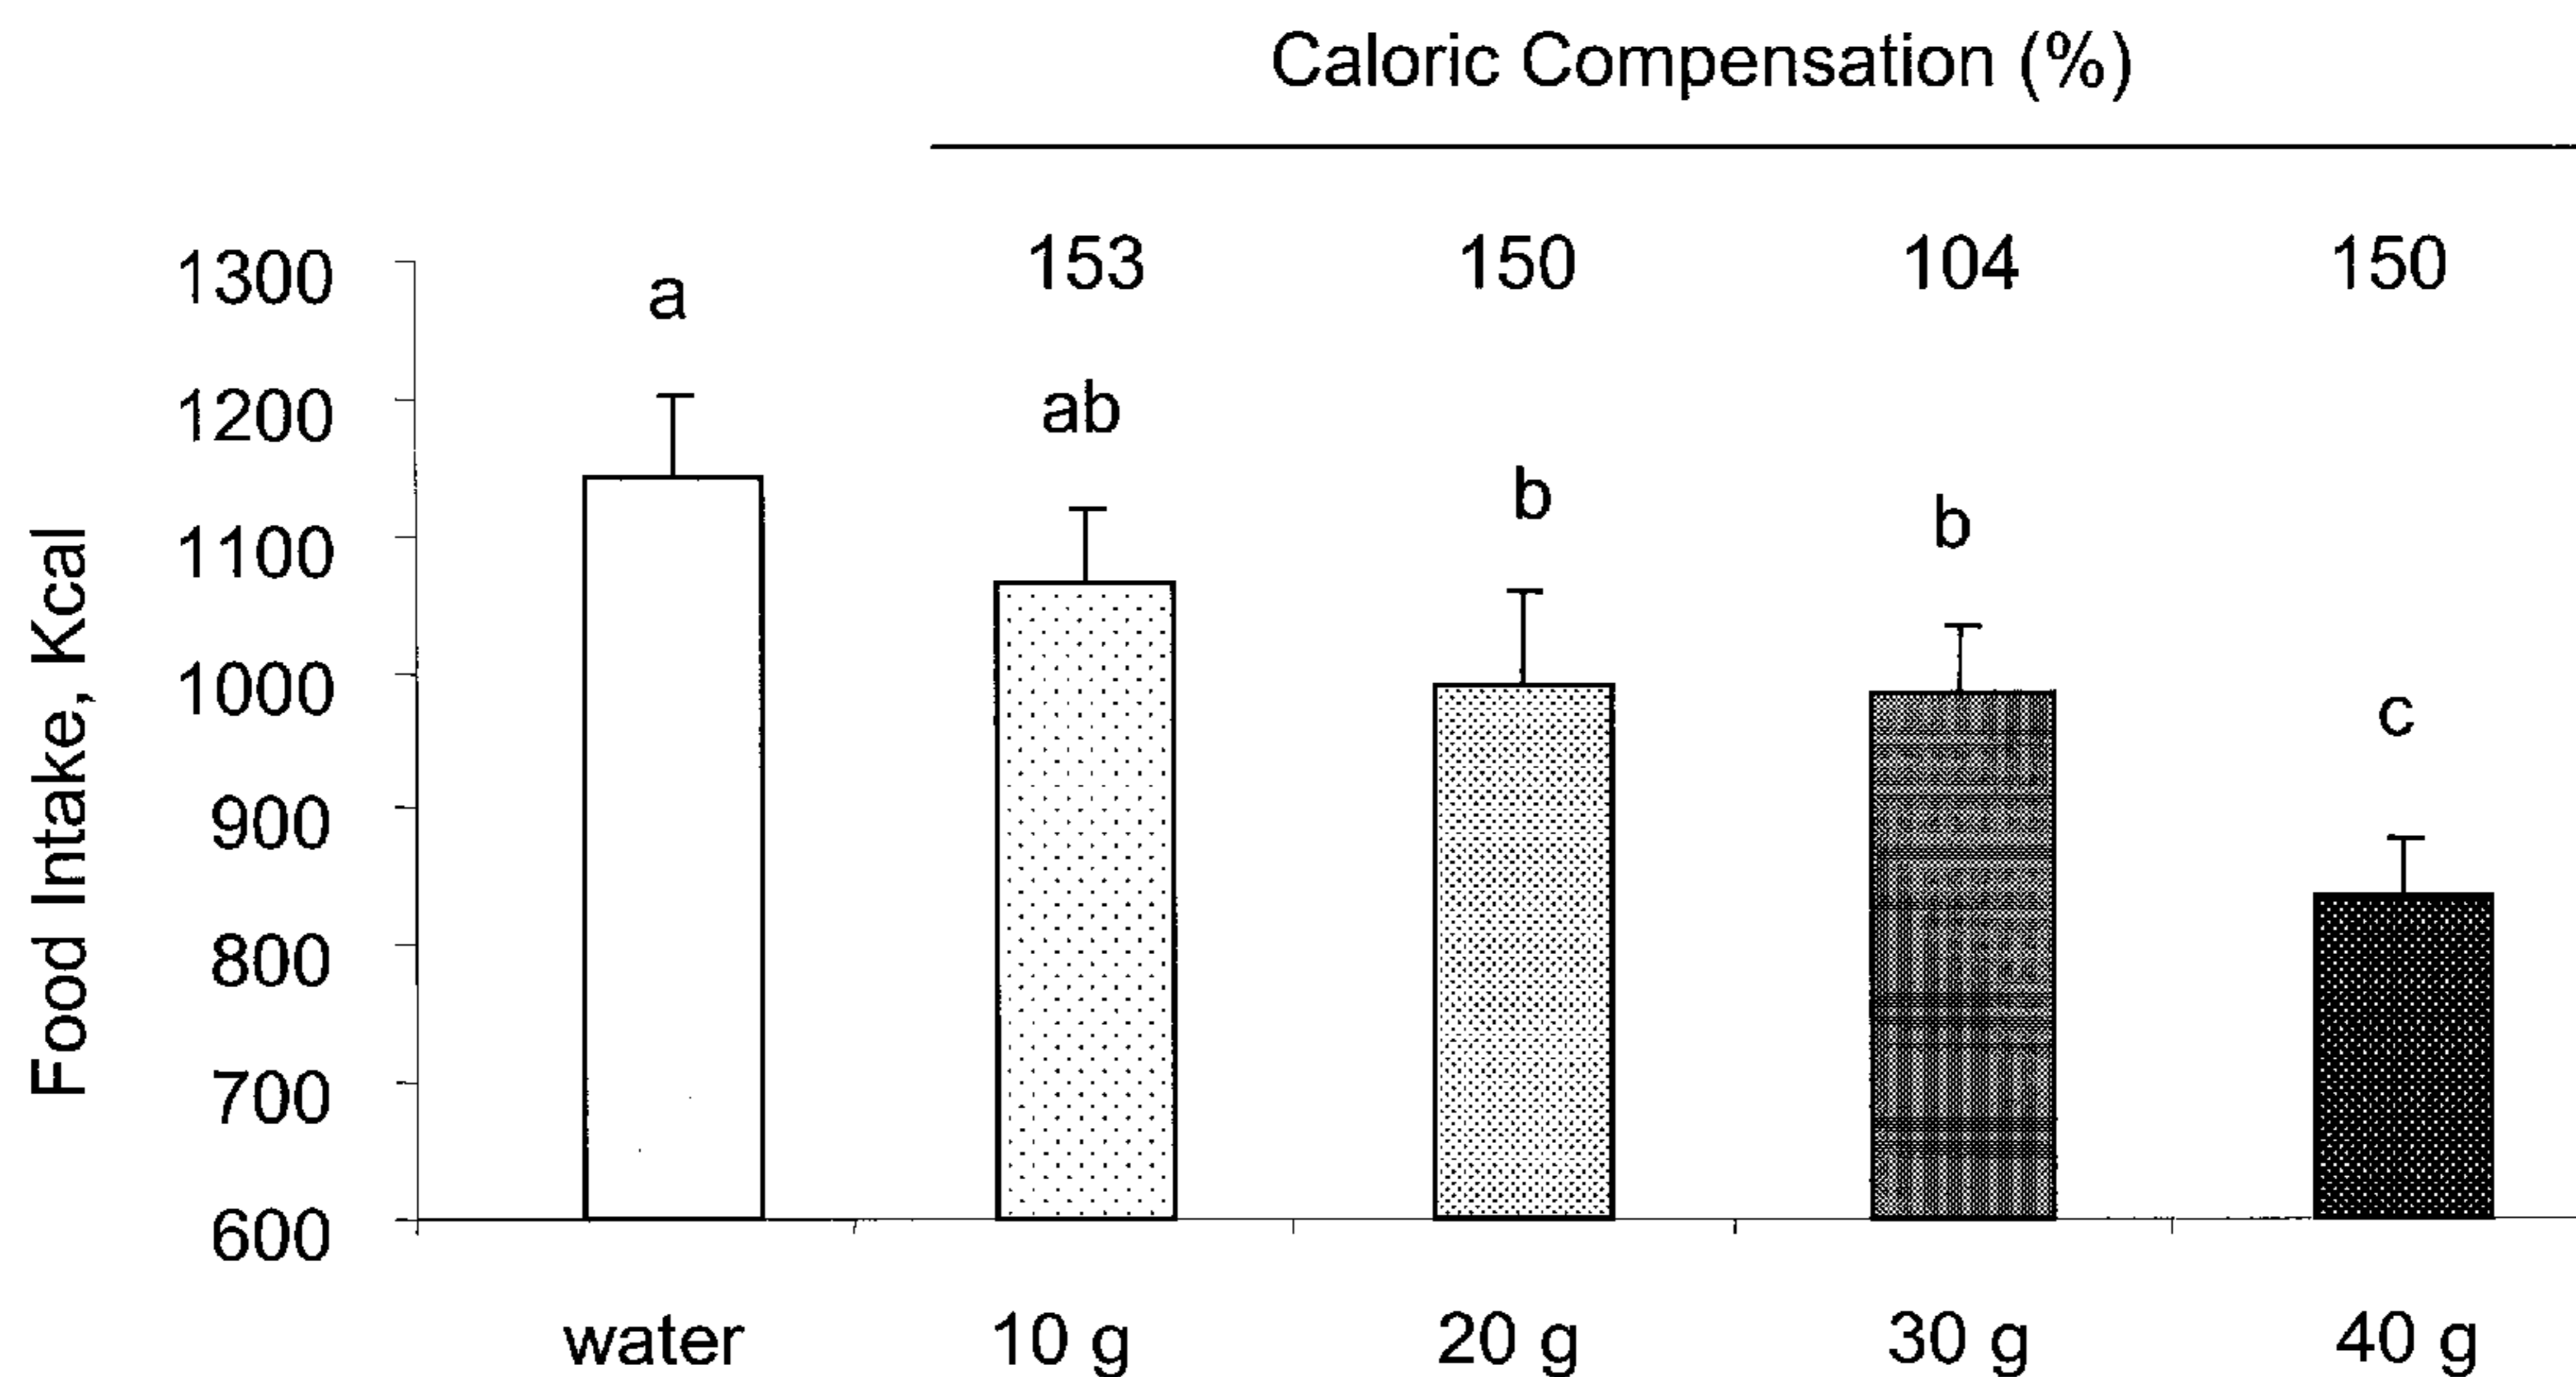 Caloric Compensation (%)
153 150 104 150
1300
1200
1100
1000
900
800
700
600
Food Intake, Kcal
a
ab
b
b
c
water 10 g 20 g 30 g 40 g